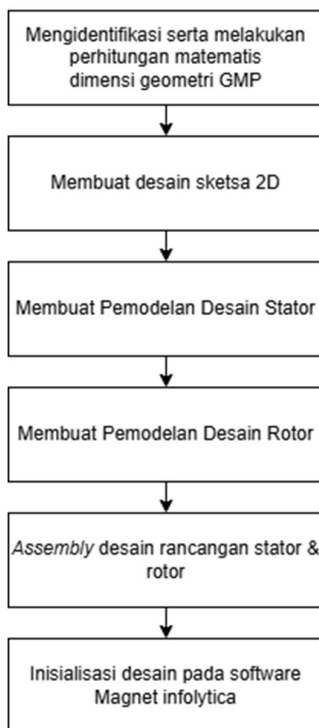 Mengidentifikasi serta melakukan
perhitungan matematis
dimensi geometri GMP
Membuat desain sketsa 2D
Membuat Pemodelan Desain Stator
Membuat Pemodelan Desain Rotor
Assembly desain rancangan stator &
rotor
Inisialisasi desain pada software
Magnet infolytica